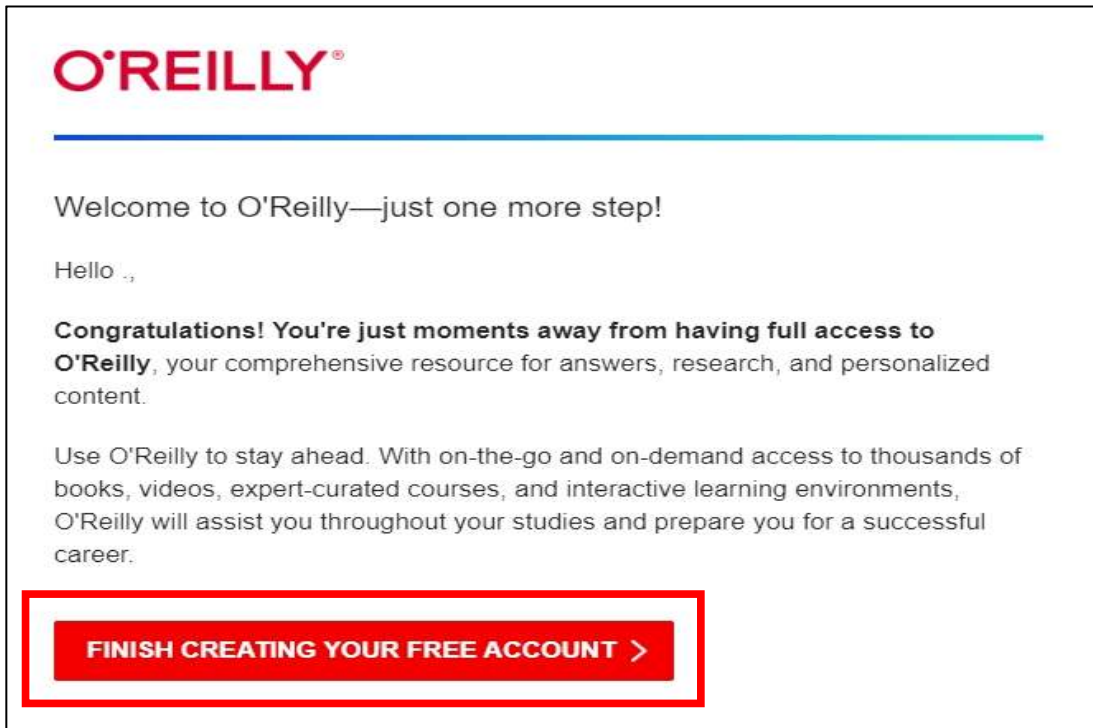 O'REILLY®
Welcome to O'Reilly—just one more step!
Hello .,
Congratulations! You're just moments away from having full access to
O'Reilly, your comprehensive resource for answers, research, and personalized
content.
Use O'Reilly to stay ahead. With on-the-go and on-demand access to thousands of
books, videos, expert-curated courses, and interactive learning environments,
O'Reilly will assist you throughout your studies and prepare you for a successful
career.
FINISH CREATING YOUR FREE ACCOUNT >